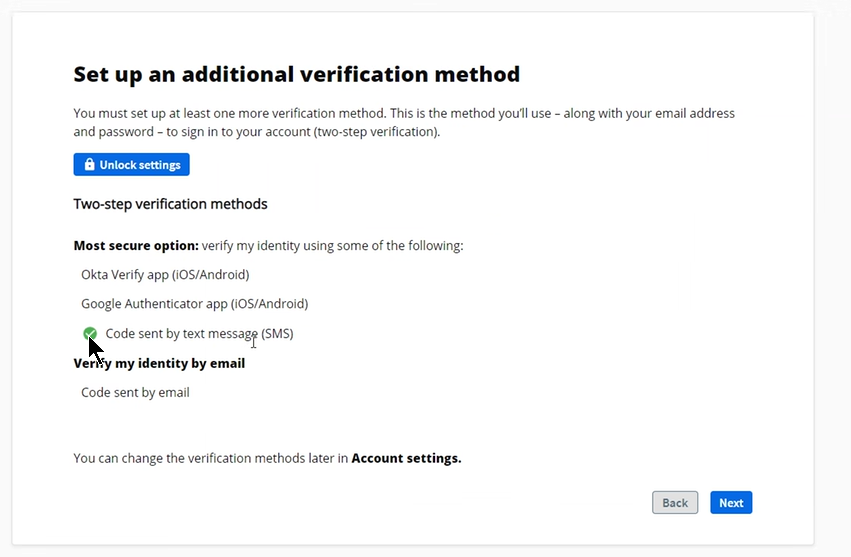 Set up an additional verification method
You must set up at least one more verification method. This is the method you'll use – along with your email address
and password – to sign in to your account (two-step verification).
Unlock settings
Two-step verification methods
Most secure option: verify my identity using some of the following:
Okta Verify app (iOS/Android)
Google Authenticator app (iOS/Android)
Code sent by text message (SMS)
Verify my identity by email
Code sent by email
You can change the verification methods later in Account settings.
Back
Next